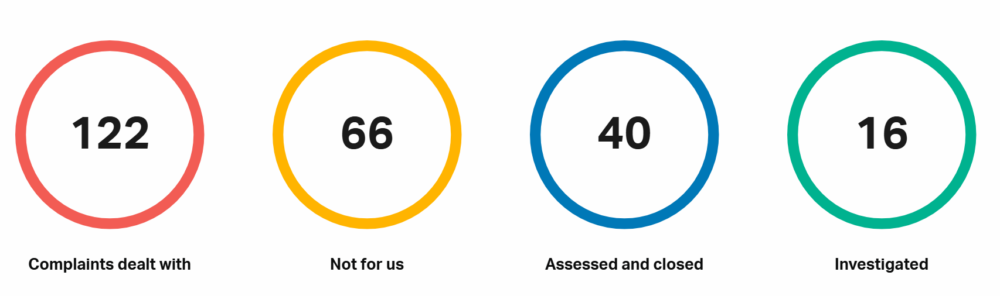 122
66
40
16
Complaints dealt with
Not for us
Assessed and closed
Investigated